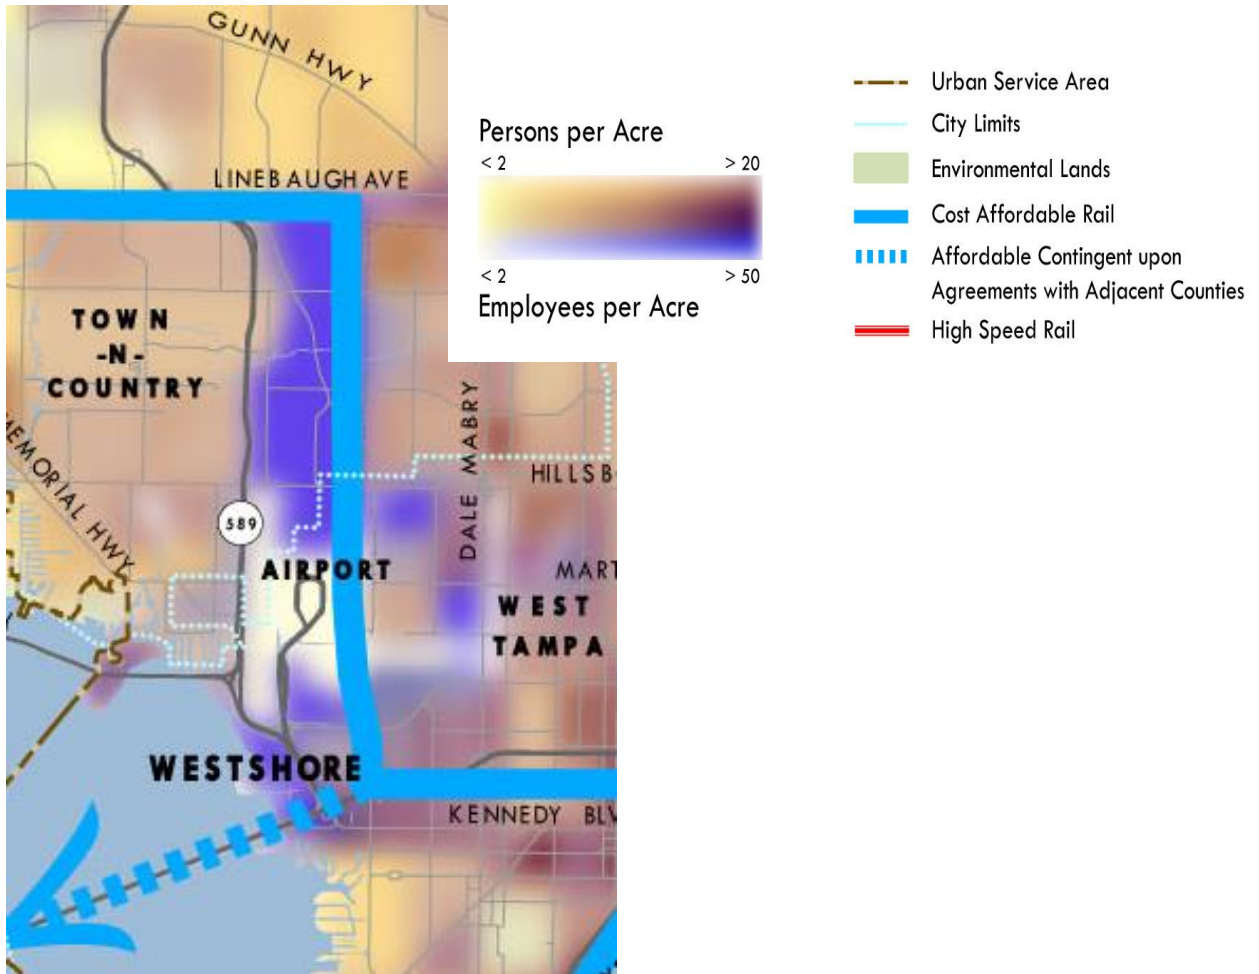 GUNN HWY
LINEBAUGH AVE
TOWN
-N-
COUNTRY
MEMORIAL HWY
589
AIRPORT
DALE MABRY
HILLSB
MART
WEST
TAMPA
WESTSHORE
KENNEDY BLV
Persons per Acre
< 2 > 20
< 2 > 50
Employees per Acre
Urban Service Area
City Limits
Environmental Lands
Cost Affordable Rail
Affordable Contingent upon
Agreements with Adjacent Counties
High Speed Rail